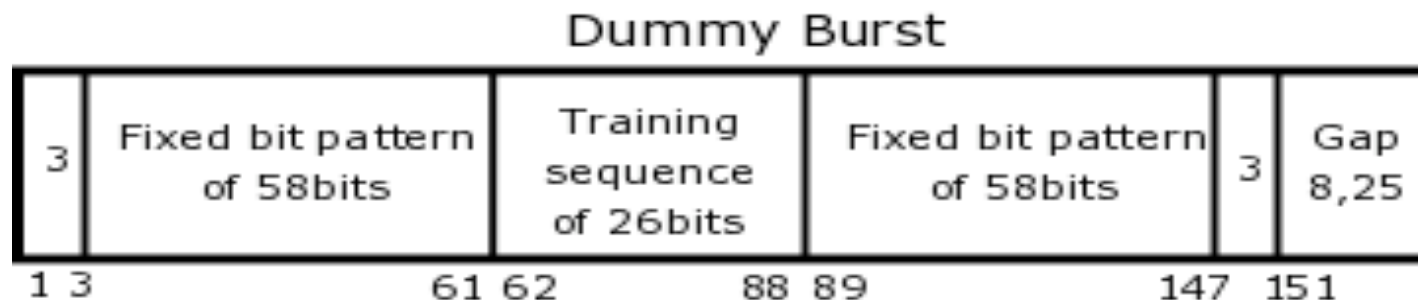 Dummy Burst
3
Fixed bit pattern
of 58bits
Training
sequence
of 26bits
Fixed bit pattern
of 58bits
3
Gap
8,25
1 3 61 62 88 89 147 151